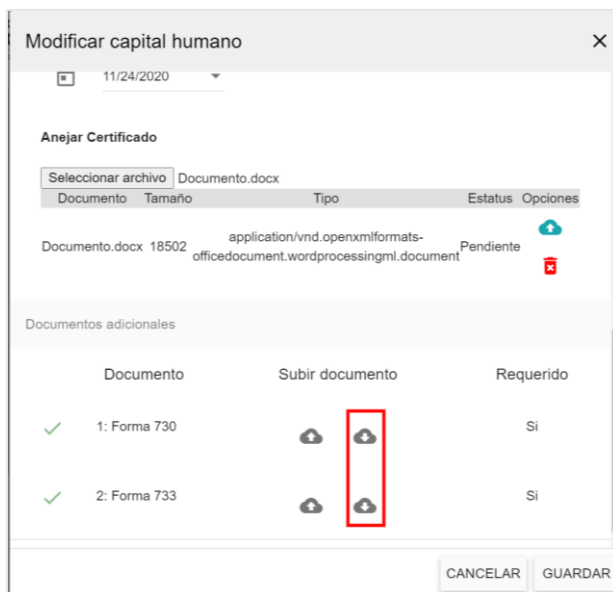 Modificar capital humano
11/24/2020
Anejar Certificado
Seleccionar archivo Documento.docx
Documento Tamaño Tipo Estatus Opciones
Documento.docx 18502 application/vnd.openxmlformats-
officedocument.wordprocessingml.document Pendiente
Documentos adicionales
Documento Subir documento Requerido
1: Forma 730 Si
2: Forma 733 Si
CANCELAR GUARDAR